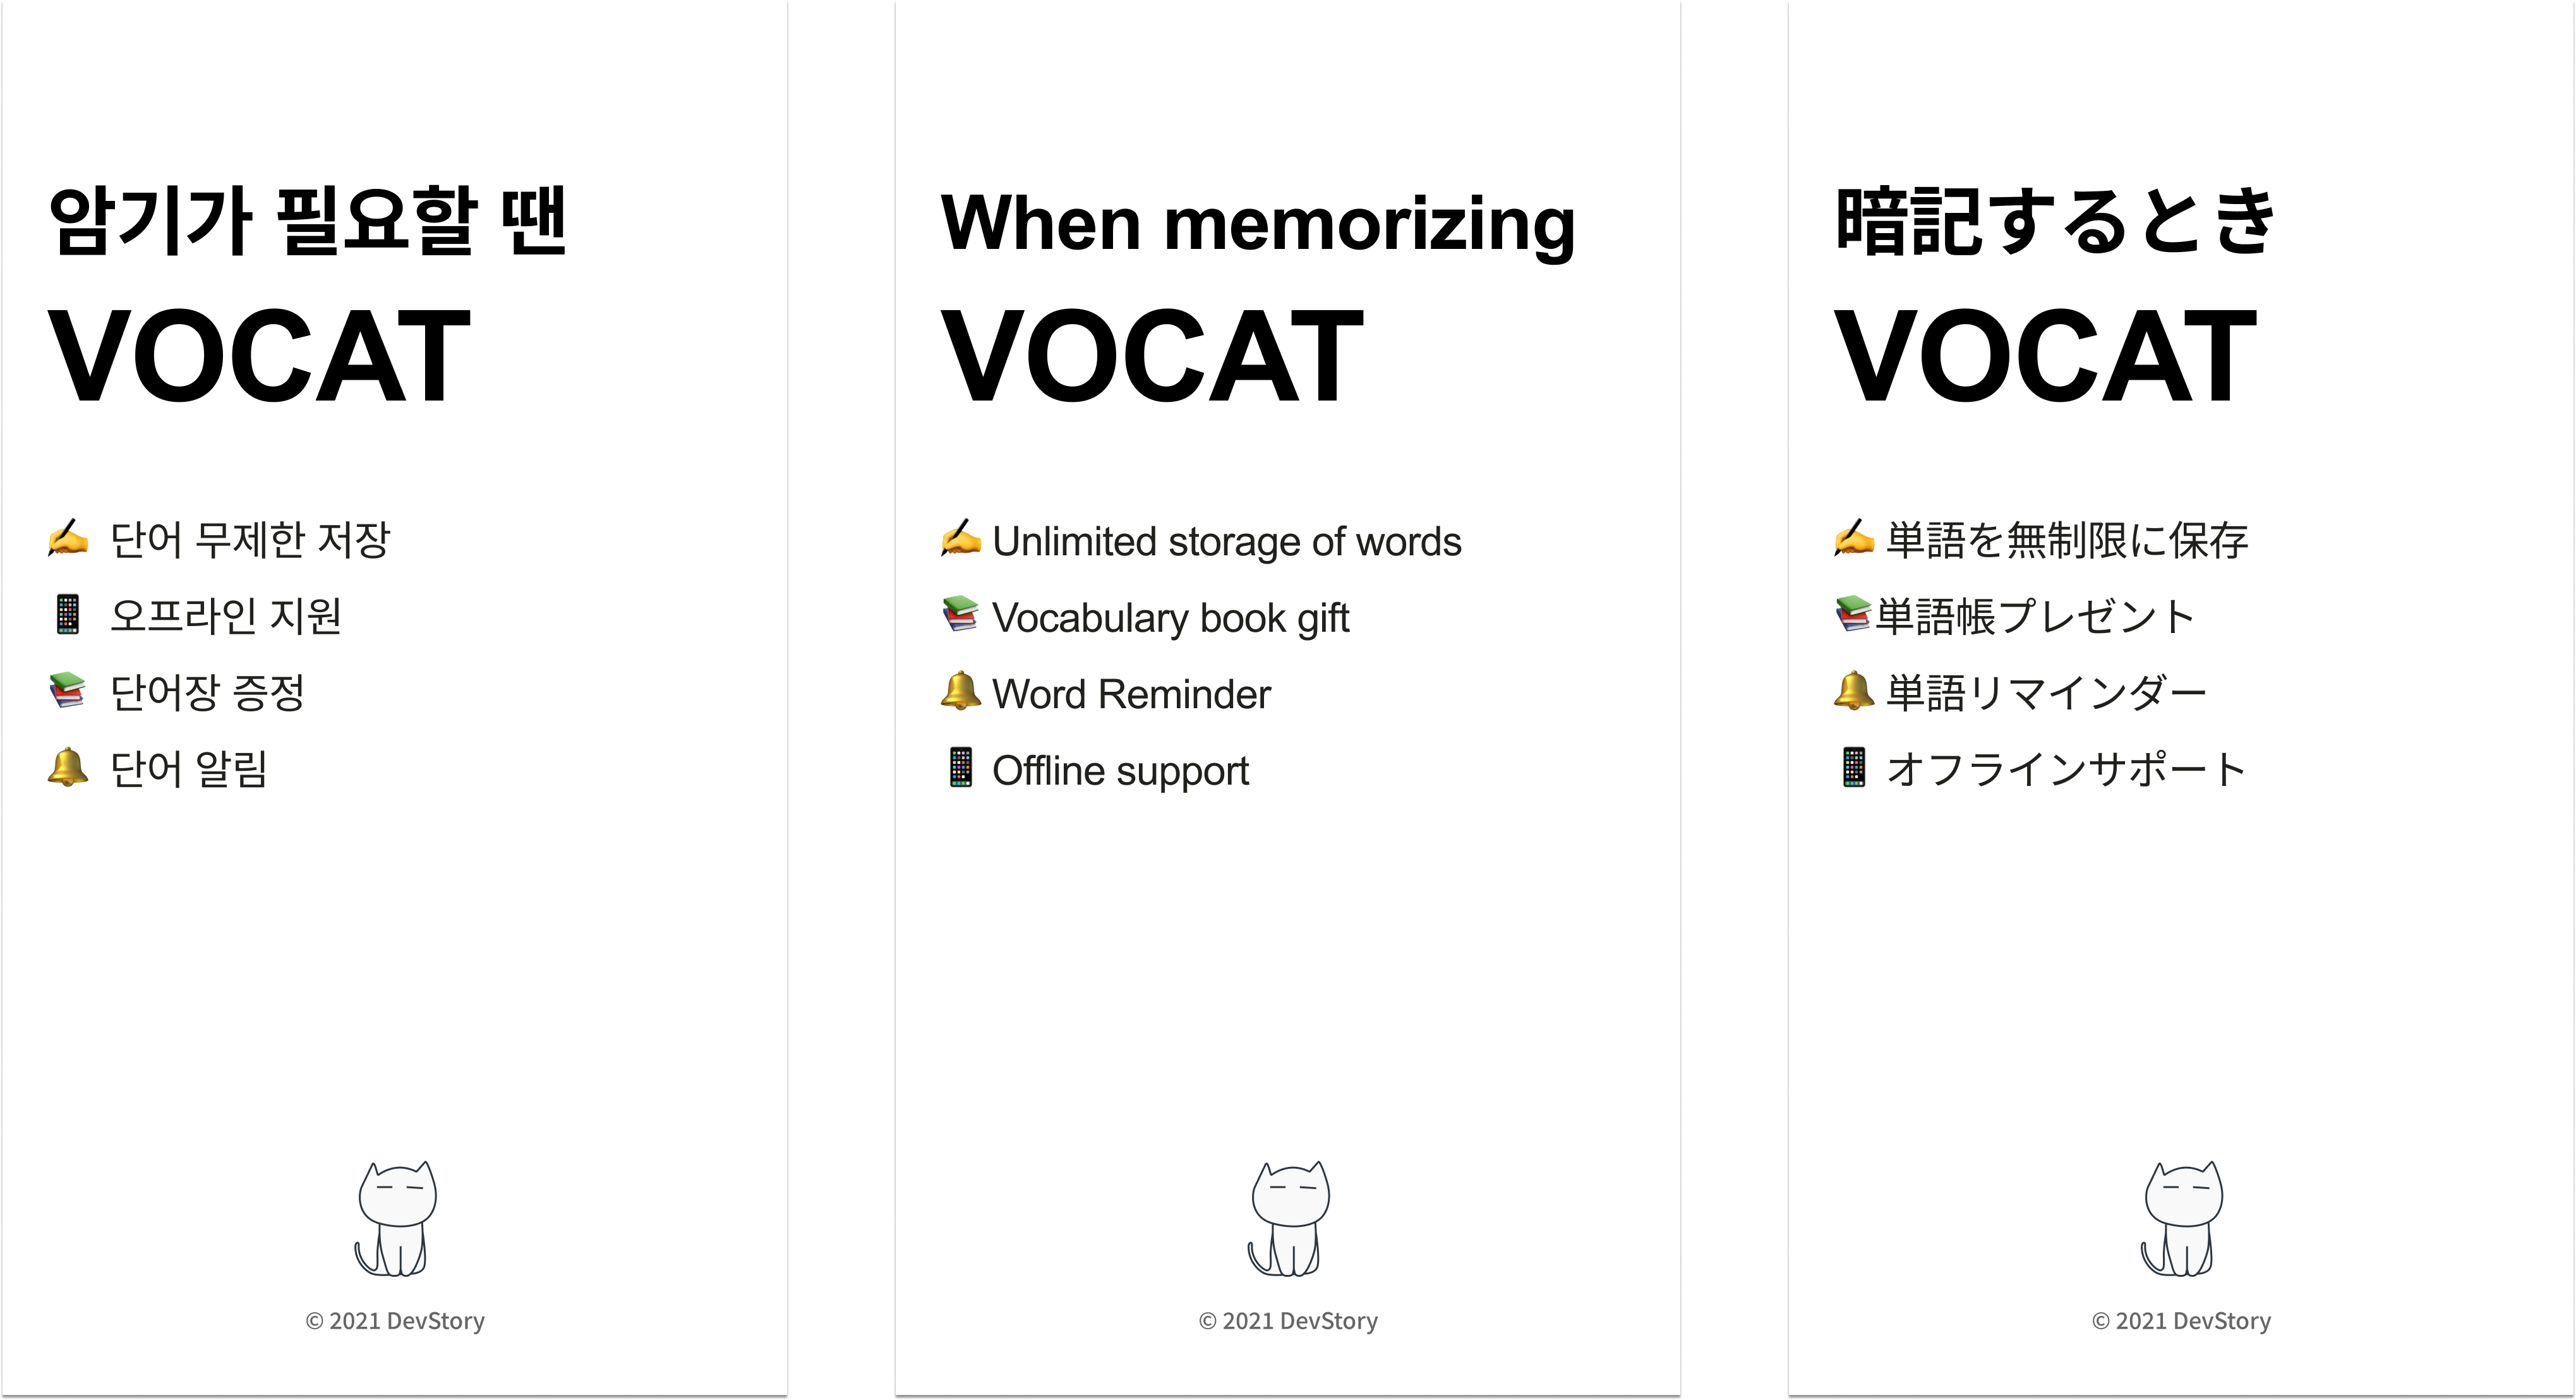 암기가 필요할 땐
VOCAT
✍️ 단어 무제한 저장
📱 오프라인 지원
📚 단어장 증정
🔔 단어 알림
© 2021 DevStory
When memorizing
VOCAT
✍️ Unlimited storage of words
📚 Vocabulary book gift
🔔 Word Reminder
📱 Offline support
© 2021 DevStory
暗記するとき
VOCAT
✍️ 単語を無制限に保存
📚単語帳プレゼント
🔔 単語リマインダー
📱 オフラインサポート
© 2021 DevStory